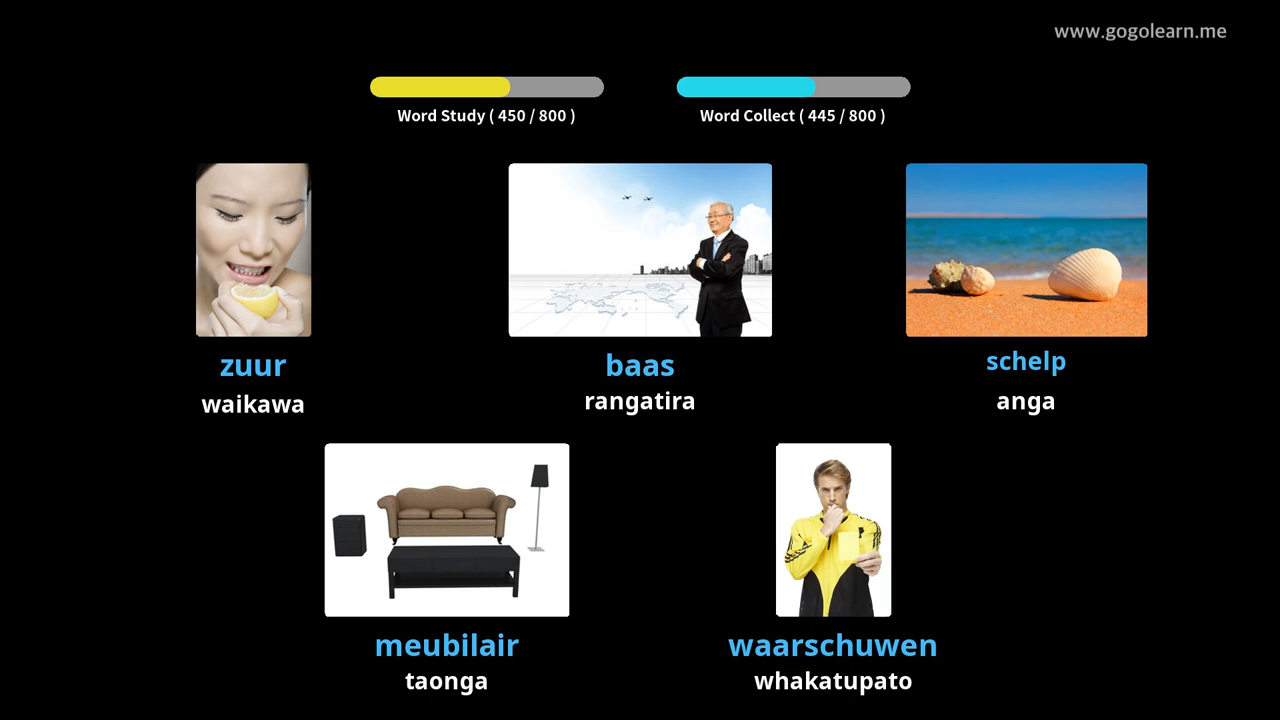 www.gogolearn.me
Word Study ( 450 / 800 )
Word Collect ( 445 / 800 )
zuur
waikawa
baas
rangatira
schelp
anga
meubilair
taonga
waarschuwen
whakatupato